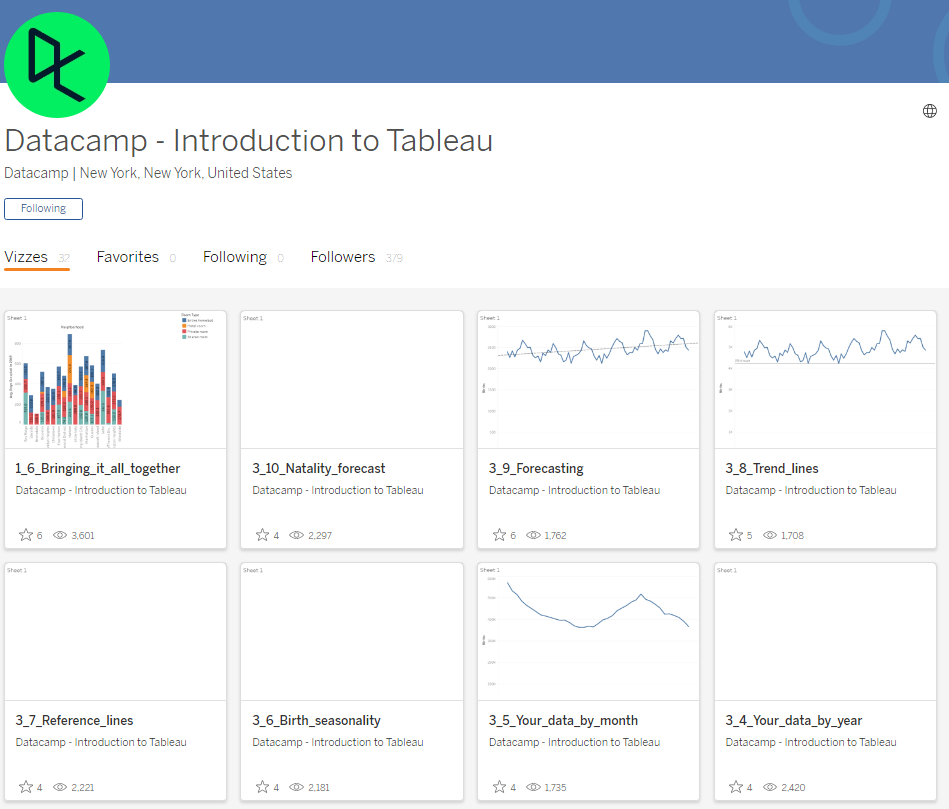 Datacamp - Introduction to Tableau
Datacamp | New York, New York, United States
Following
Vizzes 32 Favorites 0 Following 0 Followers 379
Sheet 1 Sheet 1 Sheet 1 Sheet 1
1_6_Bringing_it_all_together 3_10_Natality_forecast 3_9_Forecasting 3_8_Trend_lines
Datacamp - Introduction to Tableau Datacamp - Introduction to Tableau Datacamp - Introduction to Tableau Datacamp - Introduction to Tableau
6 3,601 4 2,297 6 1,762 5 1,708
Sheet 1 Sheet 1 Sheet 1 Sheet 1
3_7_Reference_lines 3_6_Birth_seasonality 3_5_Your_data_by_month 3_4_Your_data_by_year
Datacamp - Introduction to Tableau Datacamp - Introduction to Tableau Datacamp - Introduction to Tableau Datacamp - Introduction to Tableau
4 2,221 4 2,181 4 1,735 4 2,420